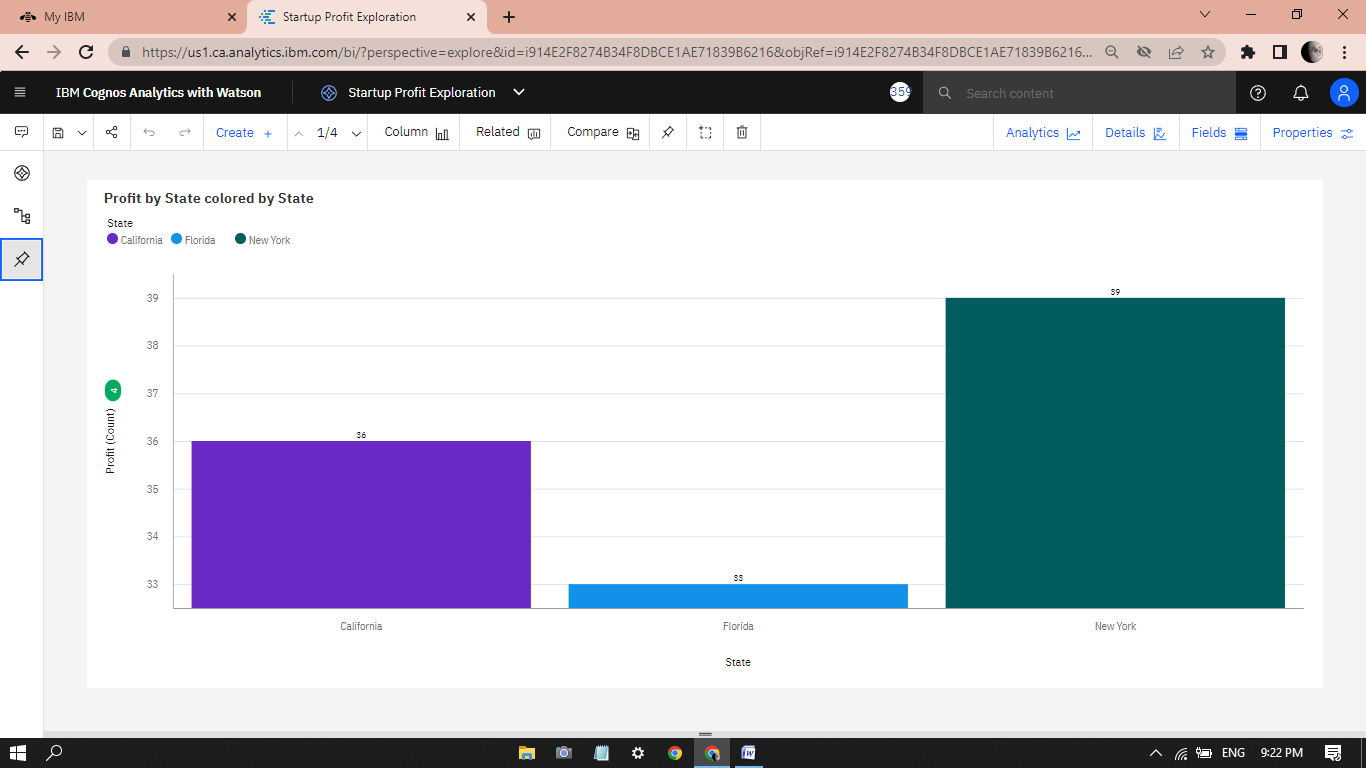 My IBM
Startup Profit Exploration
https://us1.ca.analytics.ibm.com/bi/?perspective=explore&id=i914E2F8274B34F8DBCE1AE71839B6216&objRef=i914E2F8274B34F8DBCE1AE71839B6216...
IBM Cognos Analytics with Watson
Startup Profit Exploration
359
Search content
Create +
1/4
Column
Related
Compare
Analytics
Details
Fields
Properties
Profit by State colored by State
State
California
Florida
New York
39
38
37
36
35
34
33
Profit (Count)
4
36
33
39
California
Florida
New York
State
W
ENG
9:22 PM